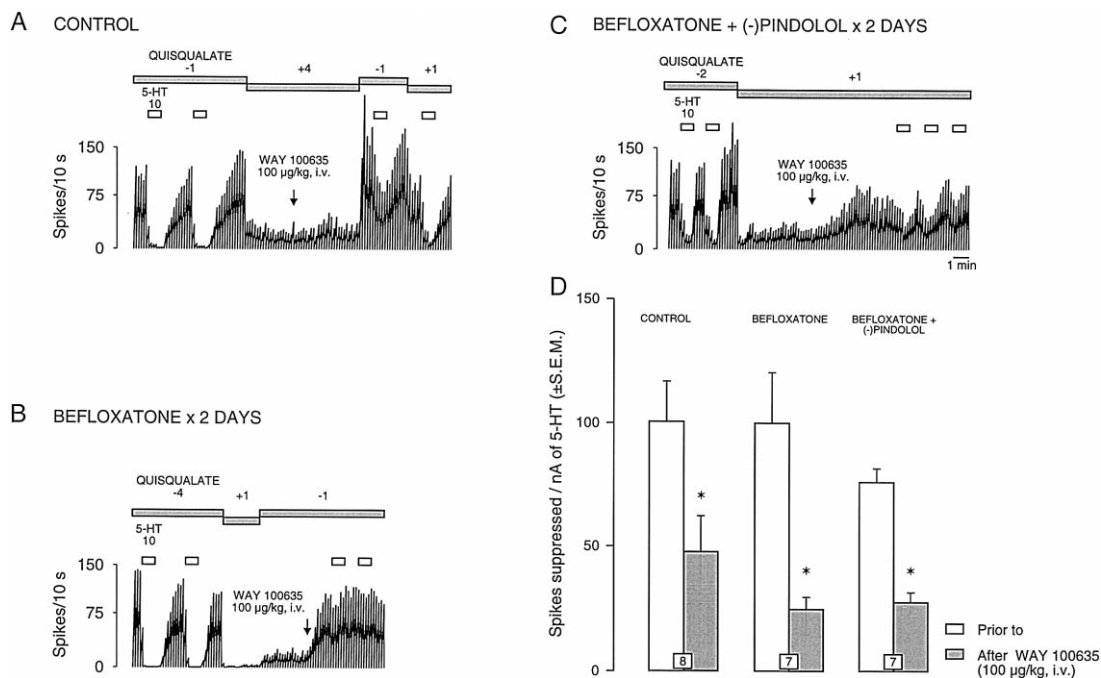 A CONTROL
QUISQUALATE
-1 +4 -1 +1
5-HT
10
150
75
0
Spikes/10 s
WAY 100635
100 µg/kg, i.v.
B BEFLOXATONE x 2 DAYS
QUISQUALATE
-4 +1 -1
5-HT
10
150
75
0
Spikes/10 s
WAY 100635
100 µg/kg, i.v.
C BEFLOXATONE + (-)PINDOLOL x 2 DAYS
QUISQUALATE
-2 +1
5-HT
10
150
75
0
Spikes/10 s
WAY 100635
100 µg/kg, i.v.
1 min
D
Spikes suppressed / nA of 5-HT (±S.E.M.)
100
100
50
0
CONTROL
BEFLOXATONE
BEFLOXATONE +
(-)PINDOLOL
* * *
8 7 7
Prior to
After WAY 100635
(100 µg/kg, i.v.)